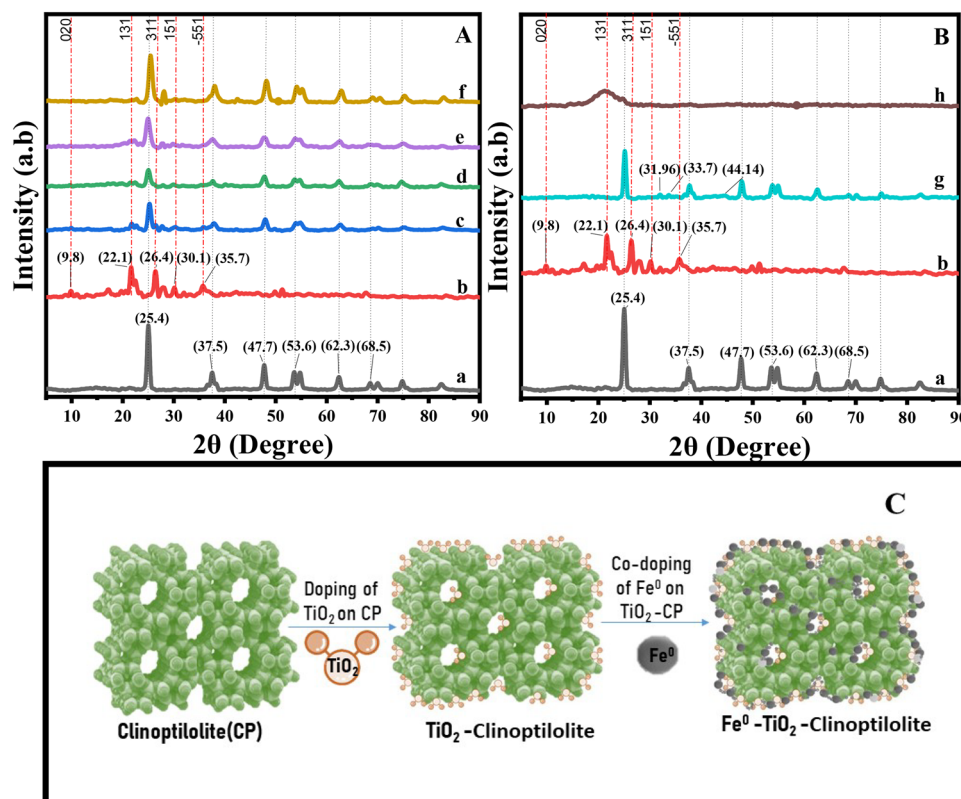 020
131
311
151
-551
A
f
e
d
c
(9.8)
(22.1)
(26.4)
(30.1)
(35.7)
b
(25.4)
(37.5)
(47.7)
(53.6)
(62.3)
(68.5)
a
Intensity (a.b)
10 20 30 40 50 60 70 80 90
2θ (Degree)
020
131
311
151
-551
B
h
(31.96)
(33.7)
(44.14)
g
(9.8)
(22.1)
(26.4)
(30.1)
(35.7)
b
(25.4)
(37.5)
(47.7)
(53.6)
(62.3)
(68.5)
a
Intensity (a.b)
10 20 30 40 50 60 70 80 90
2θ (Degree)
C
Doping of
TiO₂ on CP
TiO₂
Co-doping
of Fe⁰ on
TiO₂-CP
Fe⁰
Clinoptilolite(CP)
TiO₂ -Clinoptilolite
Fe⁰ -TiO₂ -Clinoptilolite